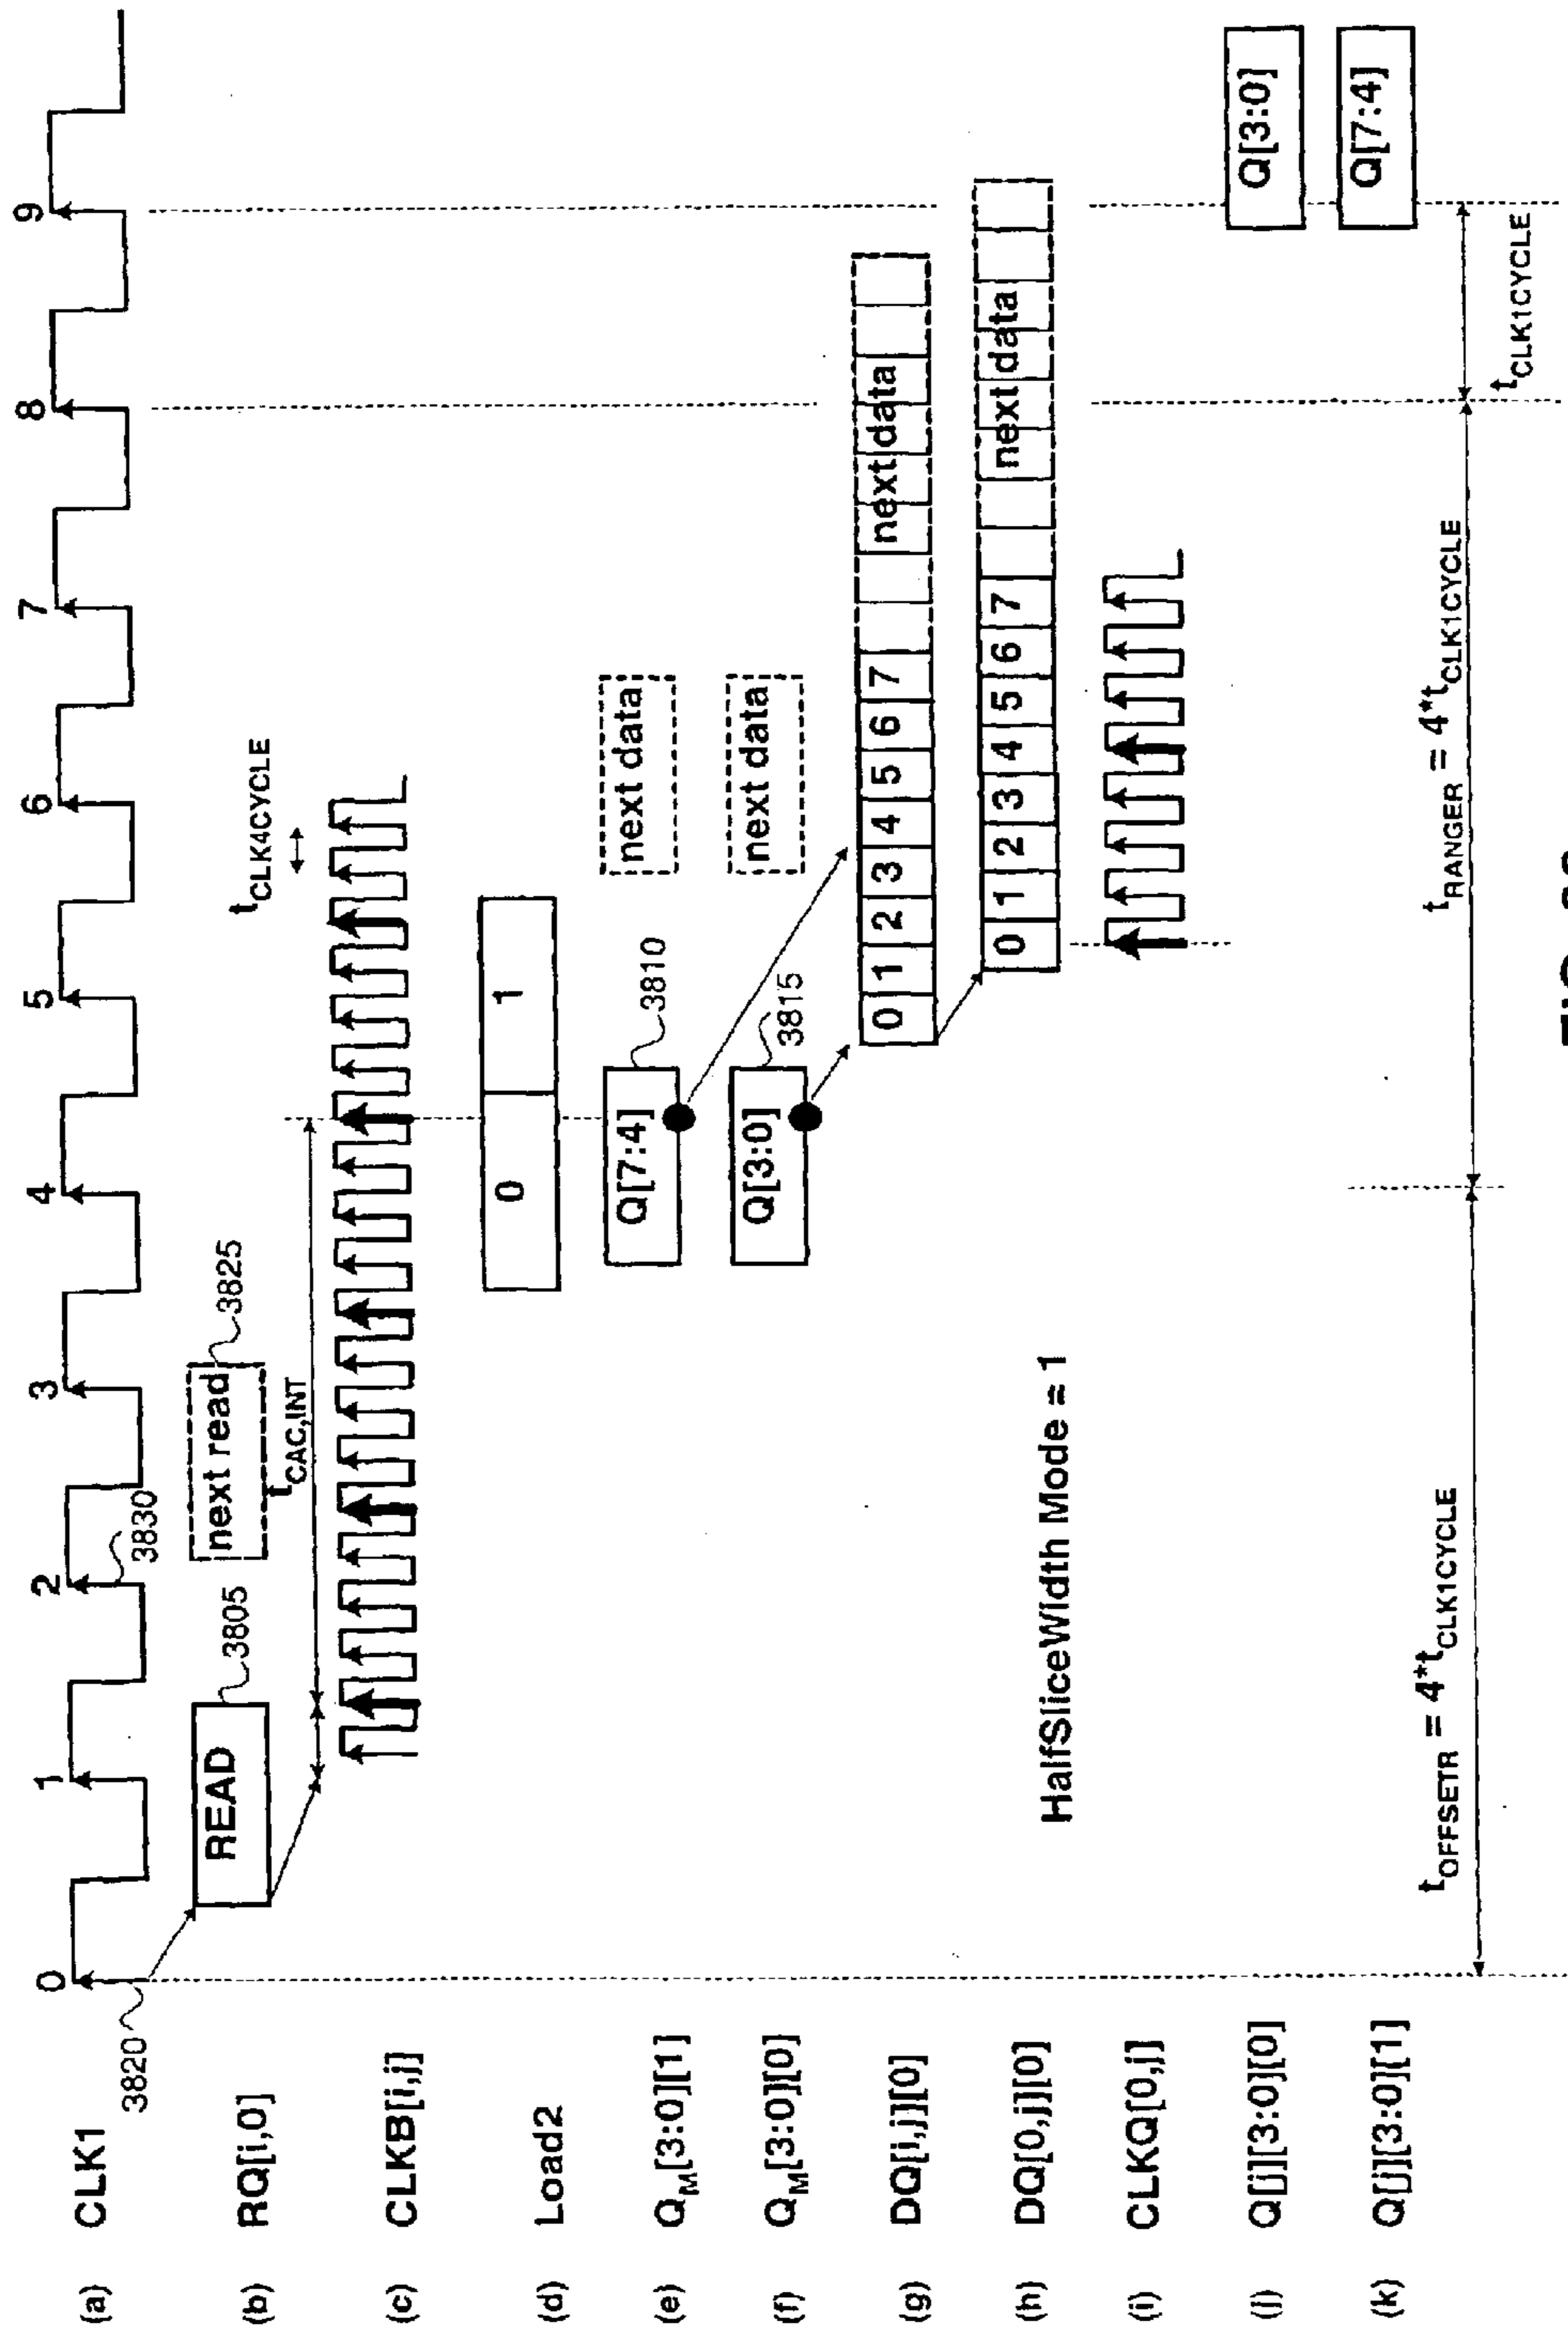 (a) CLK1 0 1 2 3 4 5 6 7 8 9
3820 3830
(b) RQ[i,0] READ 3805 next read 3825
tCAC,INT tCLK4CYCLE
(c) CLKB[i,j]
(d) Load2 0 1
(e) QM[3:0][1] Q[7:4] 3810 next data
(f) QM[3:0][0] Q[3:0] 3815 next data
(g) DQ[i,j][0] 0 1 2 3 4 5 6 7 next data
(h) DQ[0,j][0] 0 1 2 3 4 5 6 7 next data
HalfSliceWidth Mode = 1
(i) CLKQ[0,j]
(j) Q[j][3:0][0] Q[3:0]
(k) Q[j][3:0][1] Q[7:4]
tOFFSETR = 4*tCLK1CYCLE tRANGER = 4*tCLK1CYCLE tCLK1CYCLE